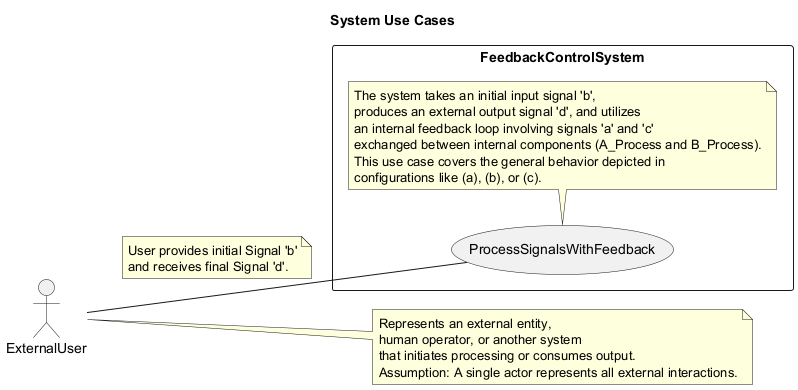 System Use Cases
FeedbackControlSystem
The system takes an initial input signal 'b',
produces an external output signal 'd', and utilizes
an internal feedback loop involving signals 'a' and 'c'
exchanged between internal components (A_Process and B_Process).
This use case covers the general behavior depicted in
configurations like (a), (b), or (c).
ProcessSignalsWithFeedback
User provides initial Signal 'b'
and receives final Signal 'd'.
ExternalUser
Represents an external entity,
human operator, or another system
that initiates processing or consumes output.
Assumption: A single actor represents all external interactions.